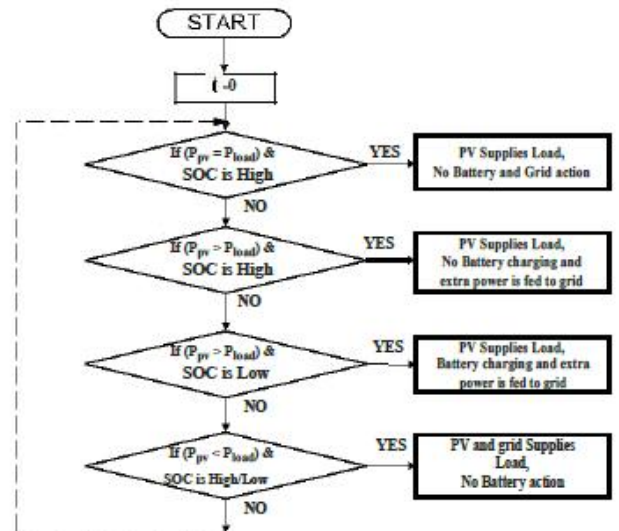 START
t -0
If (Ppv = Pload) &
SOC is High
YES
PV Supplies Load,
No Battery and Grid action
NO
If (Ppv > Pload) &
SOC is High
YES
PV Supplies Load,
No Battery charging and
extra power is fed to grid
NO
If (Ppv > Pload) &
SOC is Low
YES
PV Supplies Load,
Battery charging and extra
power is fed to grid
NO
If (Ppv < Pload) &
SOC is High/Low
YES
PV and grid Supplies
Load,
No Battery action
NO